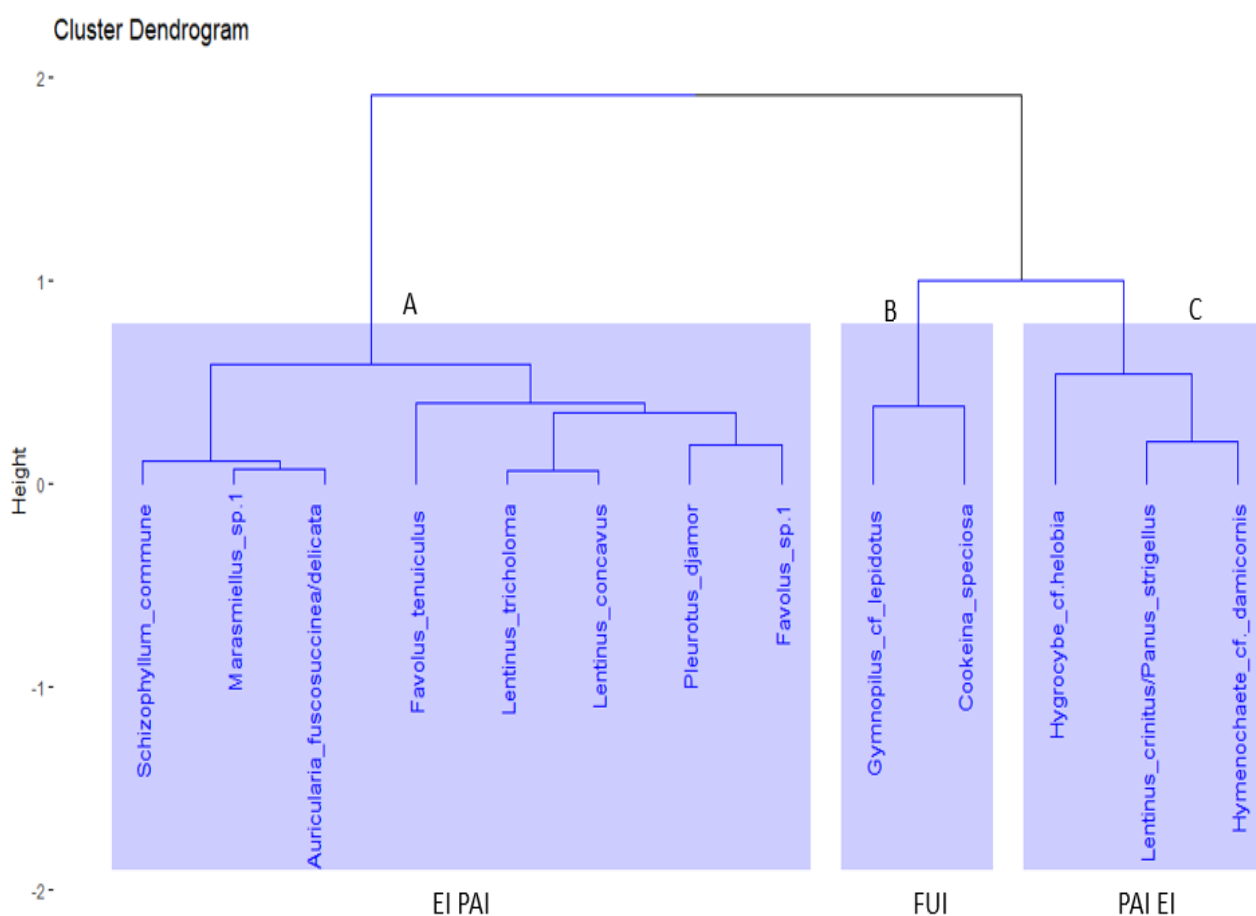 Cluster Dendrogram
2
1
0
-1
-2
Height
A
B
C
Schizophyllum_commune
Marasmiellus_sp.1
Auricularia_fuscosuccinea/delicata
Favolus_tenuiculus
Lentinus_tricholoma
Lentinus_concavus
Pleurotus_djamor
Favolus_sp.1
Gymnopilus_cf_lepidotus
Cookeina_speciosa
Hygrocybe_cf.helobia
Lentinus_crinitus/Panus_strigellus
Hymenochaete_cf._damicornis
EI PAI
FUI
PAI EI